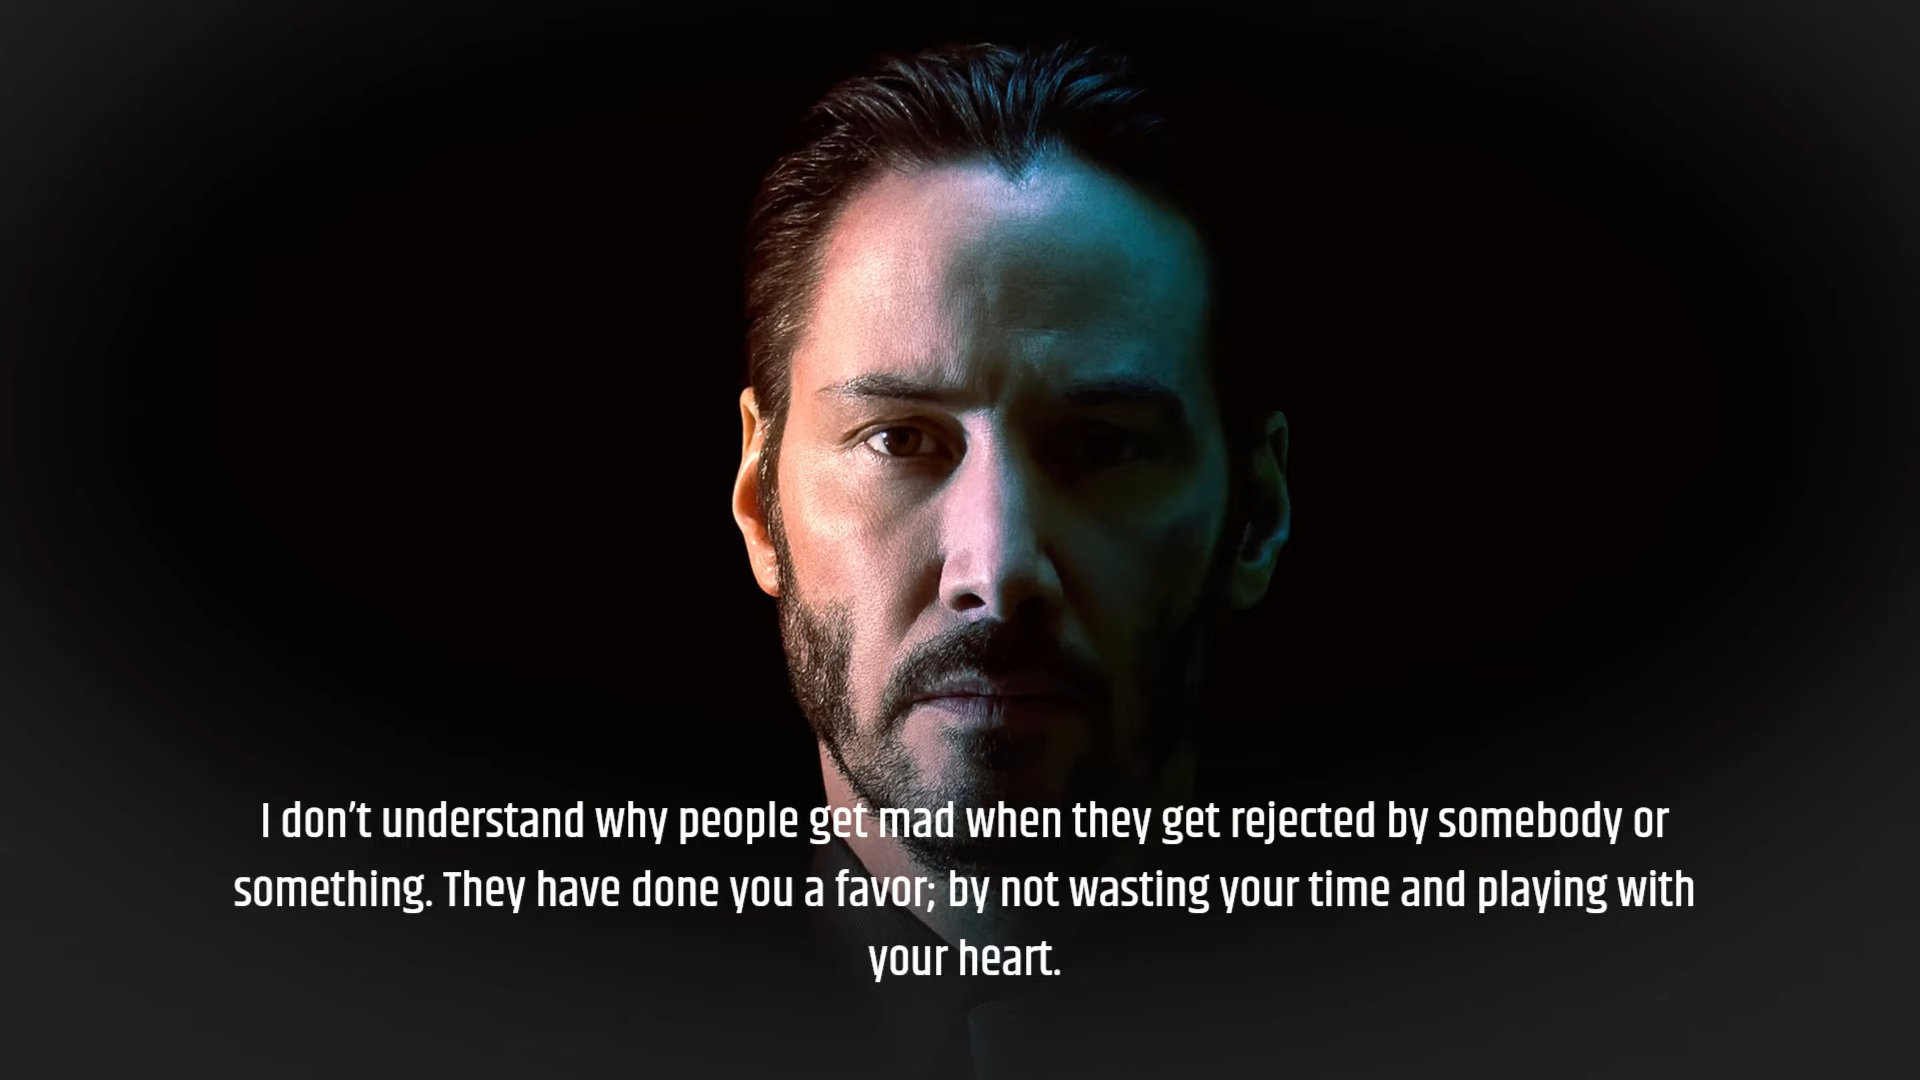 I don’t understand why people get mad when they get rejected by somebody or
something. They have done you a favor; by not wasting your time and playing with
your heart.